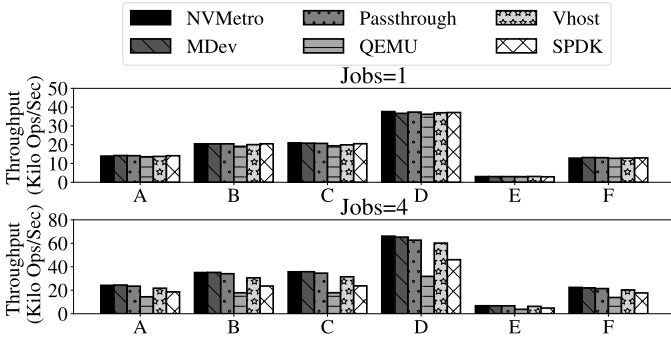 NVMetro Passthrough Vhost
MDev QEMU SPDK
Jobs=1
Throughput
(Kilo Ops/Sec)
50
40
30
20
10
0
A B C D E F
Jobs=4
Throughput
(Kilo Ops/Sec)
80
60
40
20
0
A B C D E F